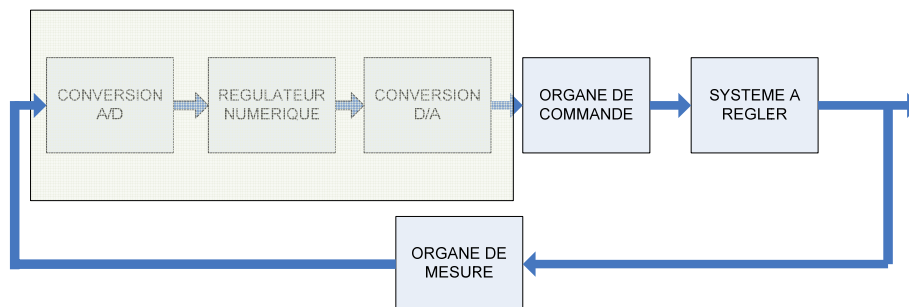 CONVERSION
A/D
REGULATEUR
NUMERIQUE
CONVERSION
D/A
ORGANE DE
COMMANDE
SYSTEME A
REGLER
ORGANE DE
MESURE